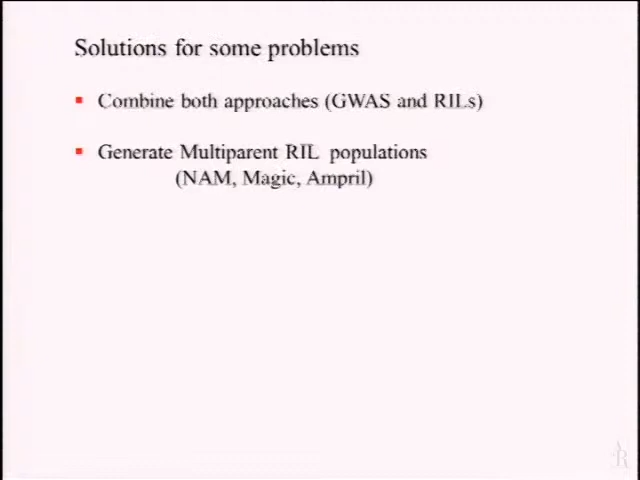 Solutions for some problems
Combine both approaches (GWAS and RILs)
Generate Multiparent RIL populations
(NAM, Magic, Ampril)